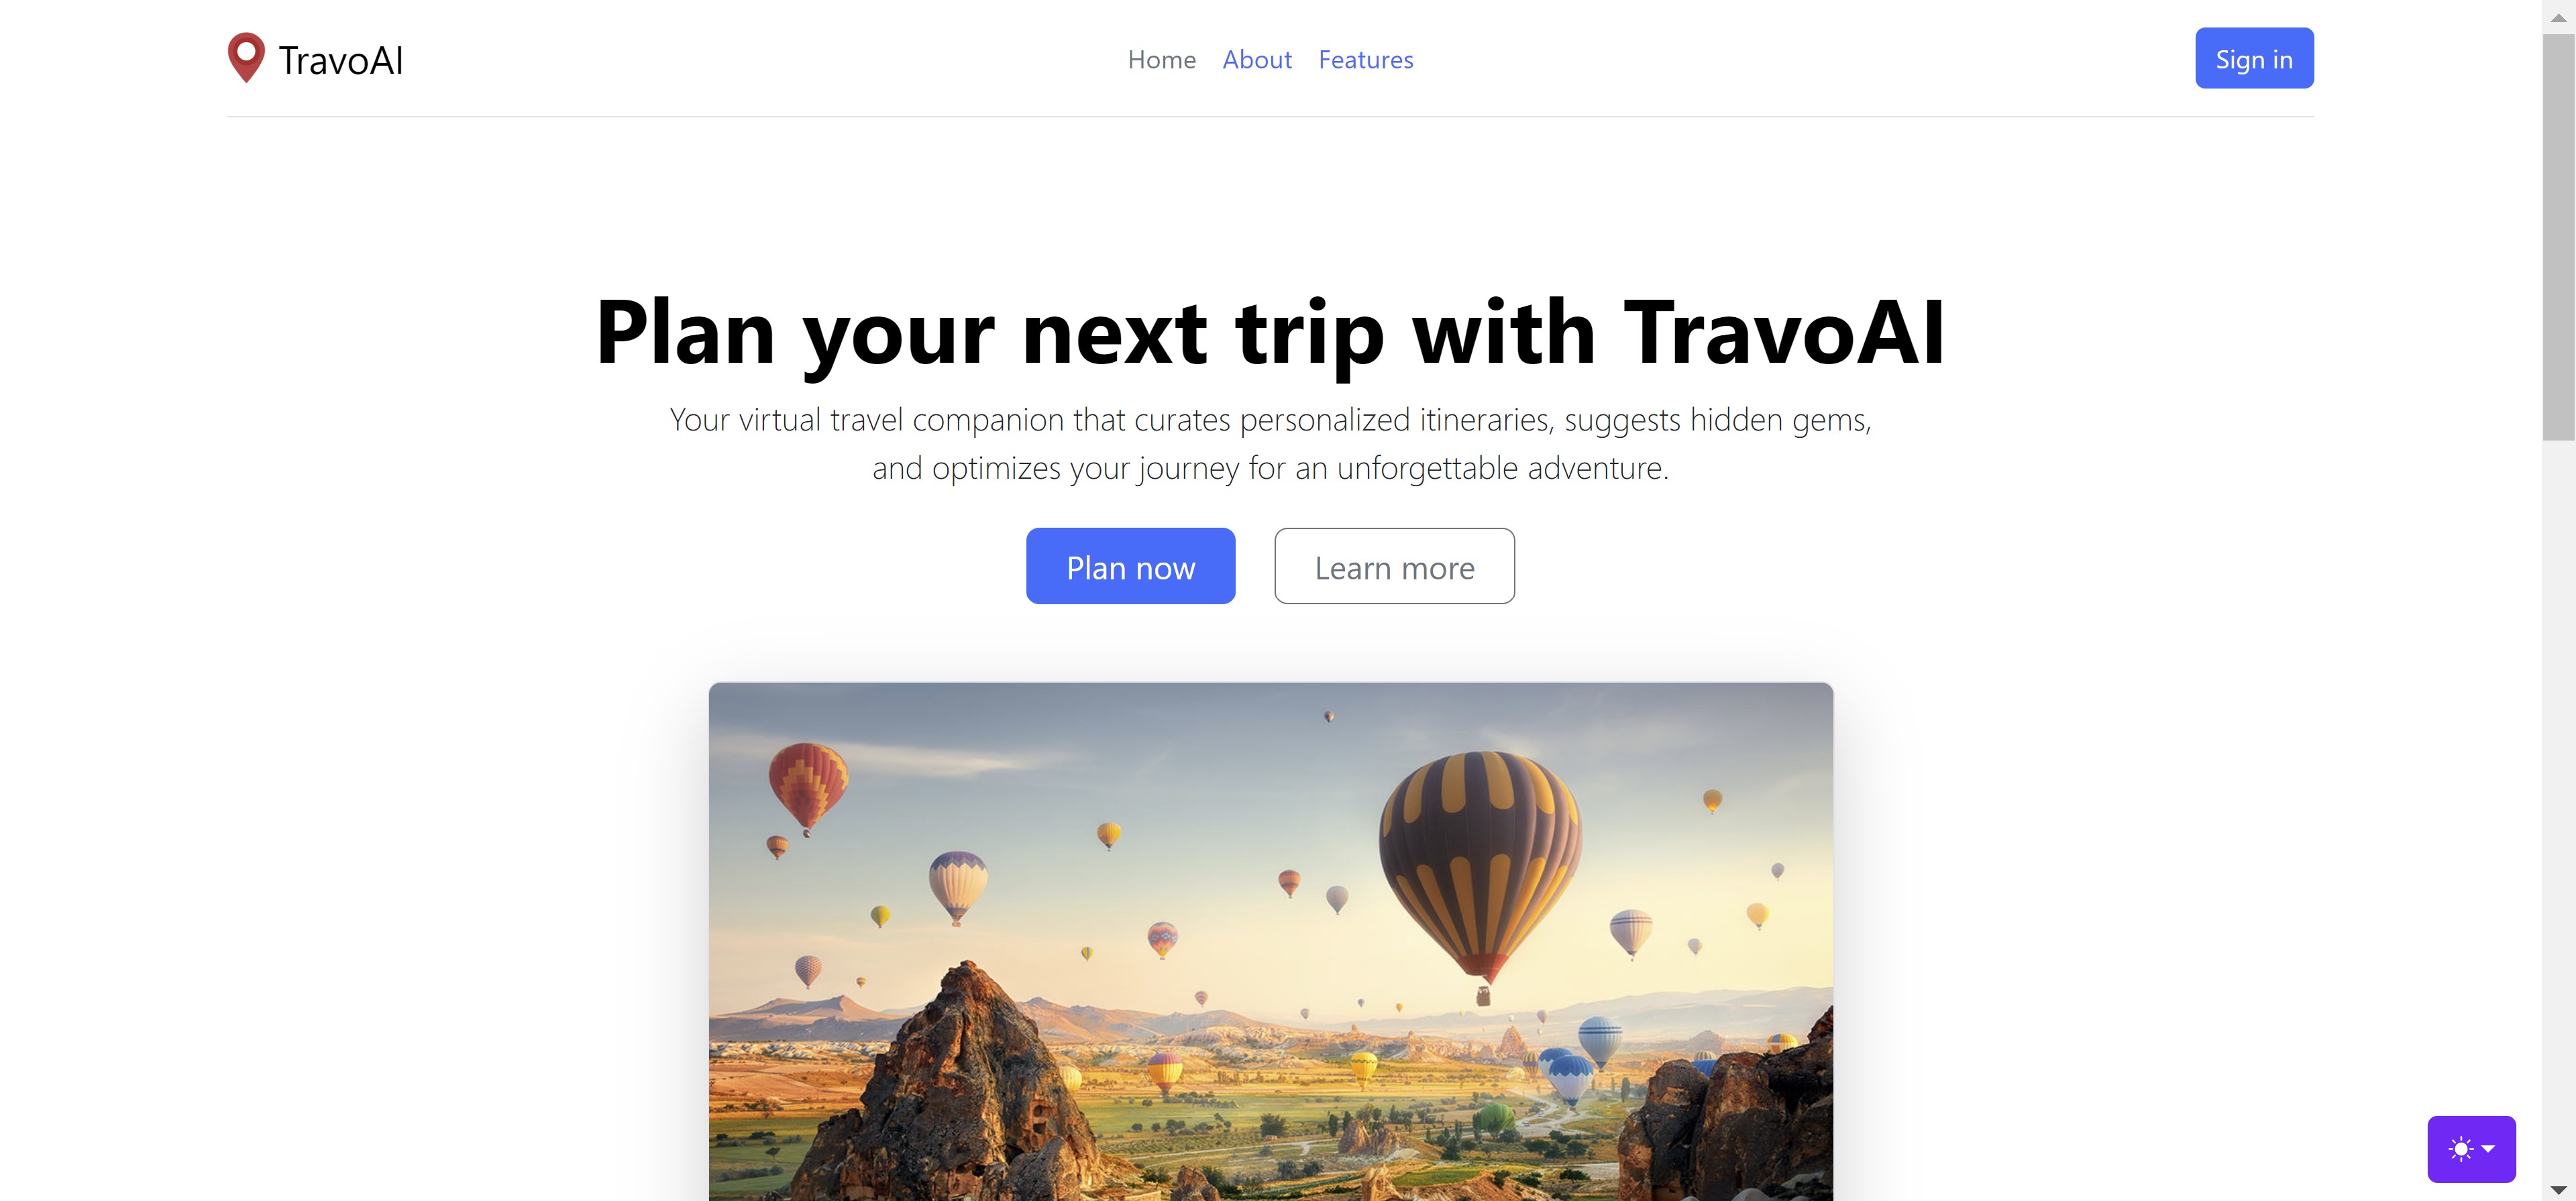 TravoAI
Home About Features
Sign in
Plan your next trip with TravoAI
Your virtual travel companion that curates personalized itineraries, suggests hidden gems,
and optimizes your journey for an unforgettable adventure.
Plan now
Learn more